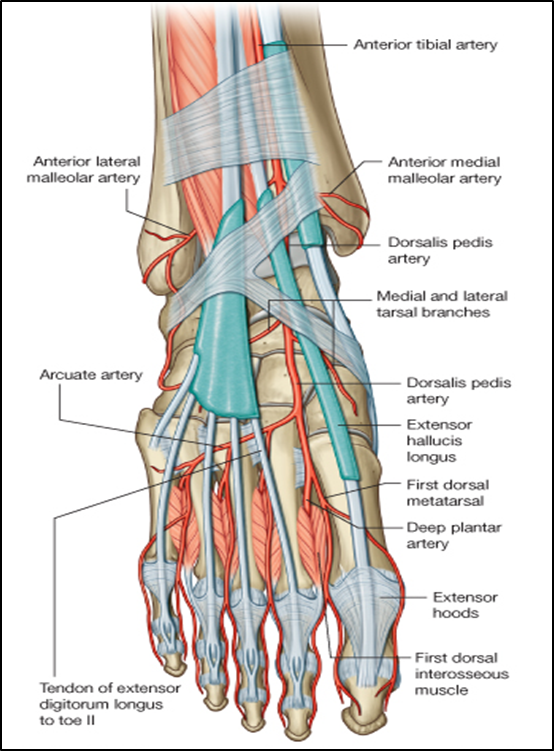 Anterior tibial artery
Anterior lateral
malleolar artery
Anterior medial
malleolar artery
Dorsalis pedis
artery
Medial and lateral
tarsal branches
Arcuate artery
Dorsalis pedis
artery
Extensor
hallucis
longus
First dorsal
metatarsal
Deep plantar
artery
Extensor
hoods
First dorsal
interosseous
muscle
Tendon of extensor
digitorum longus
to toe II